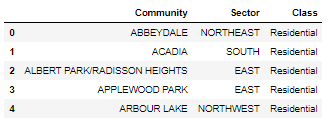 Community Sector Class
0 ABBEYDALE NORTHEAST Residential
1 ACADIA SOUTH Residential
2 ALBERT PARK/RADISSON HEIGHTS EAST Residential
3 APPLEWOOD PARK EAST Residential
4 ARBOUR LAKE NORTHWEST Residential